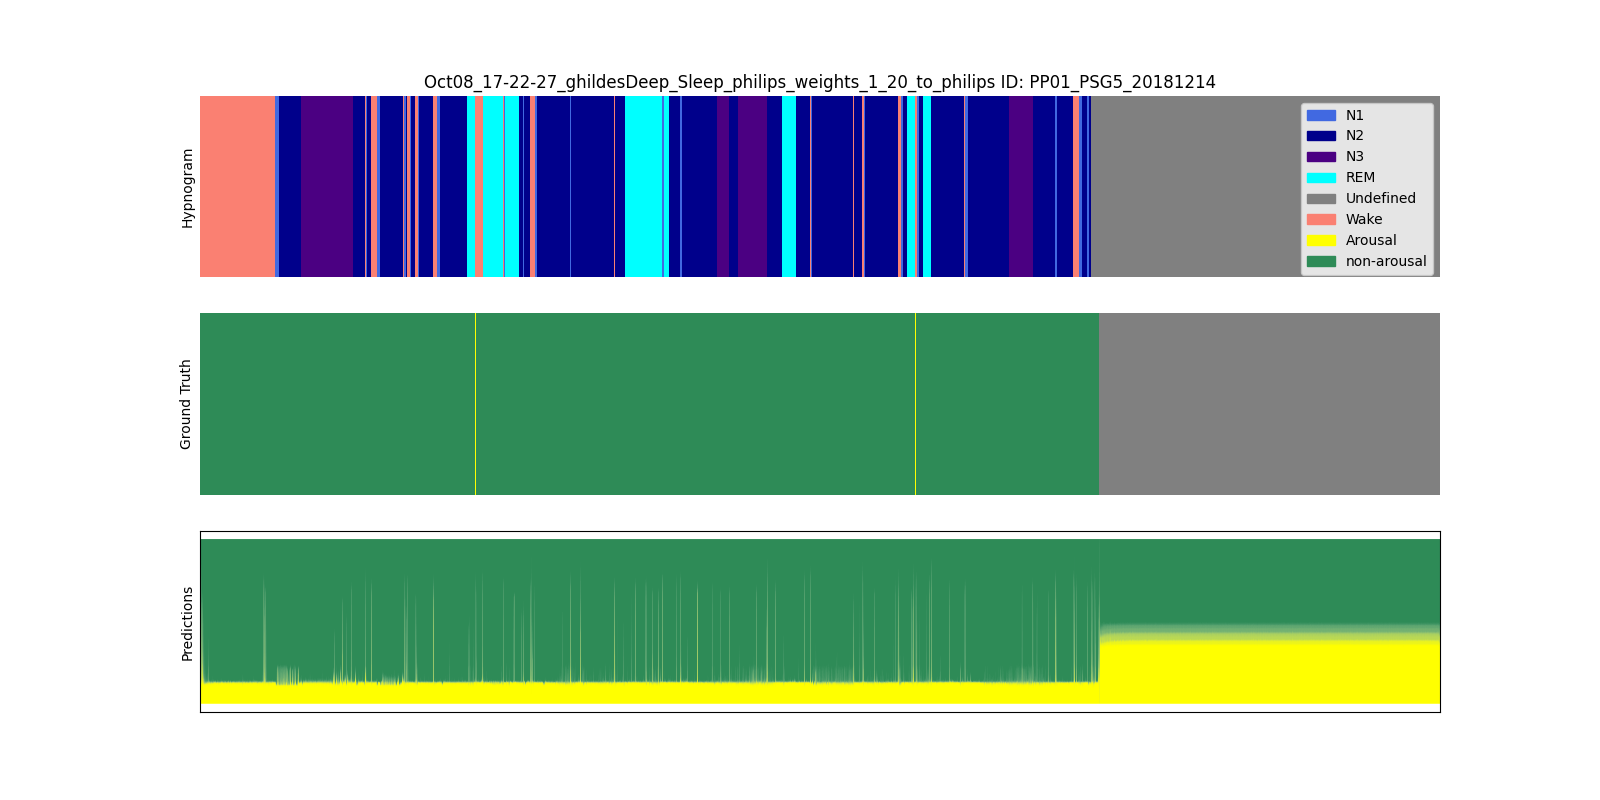 Oct08_17-22-27_ghildesDeep_Sleep_philips_weights_1_20_to_philips ID: PP01_PSG5_20181214
Hypnogram
N1
N2
N3
REM
Undefined
Wake
Arousal
non-arousal
Ground Truth
Predictions